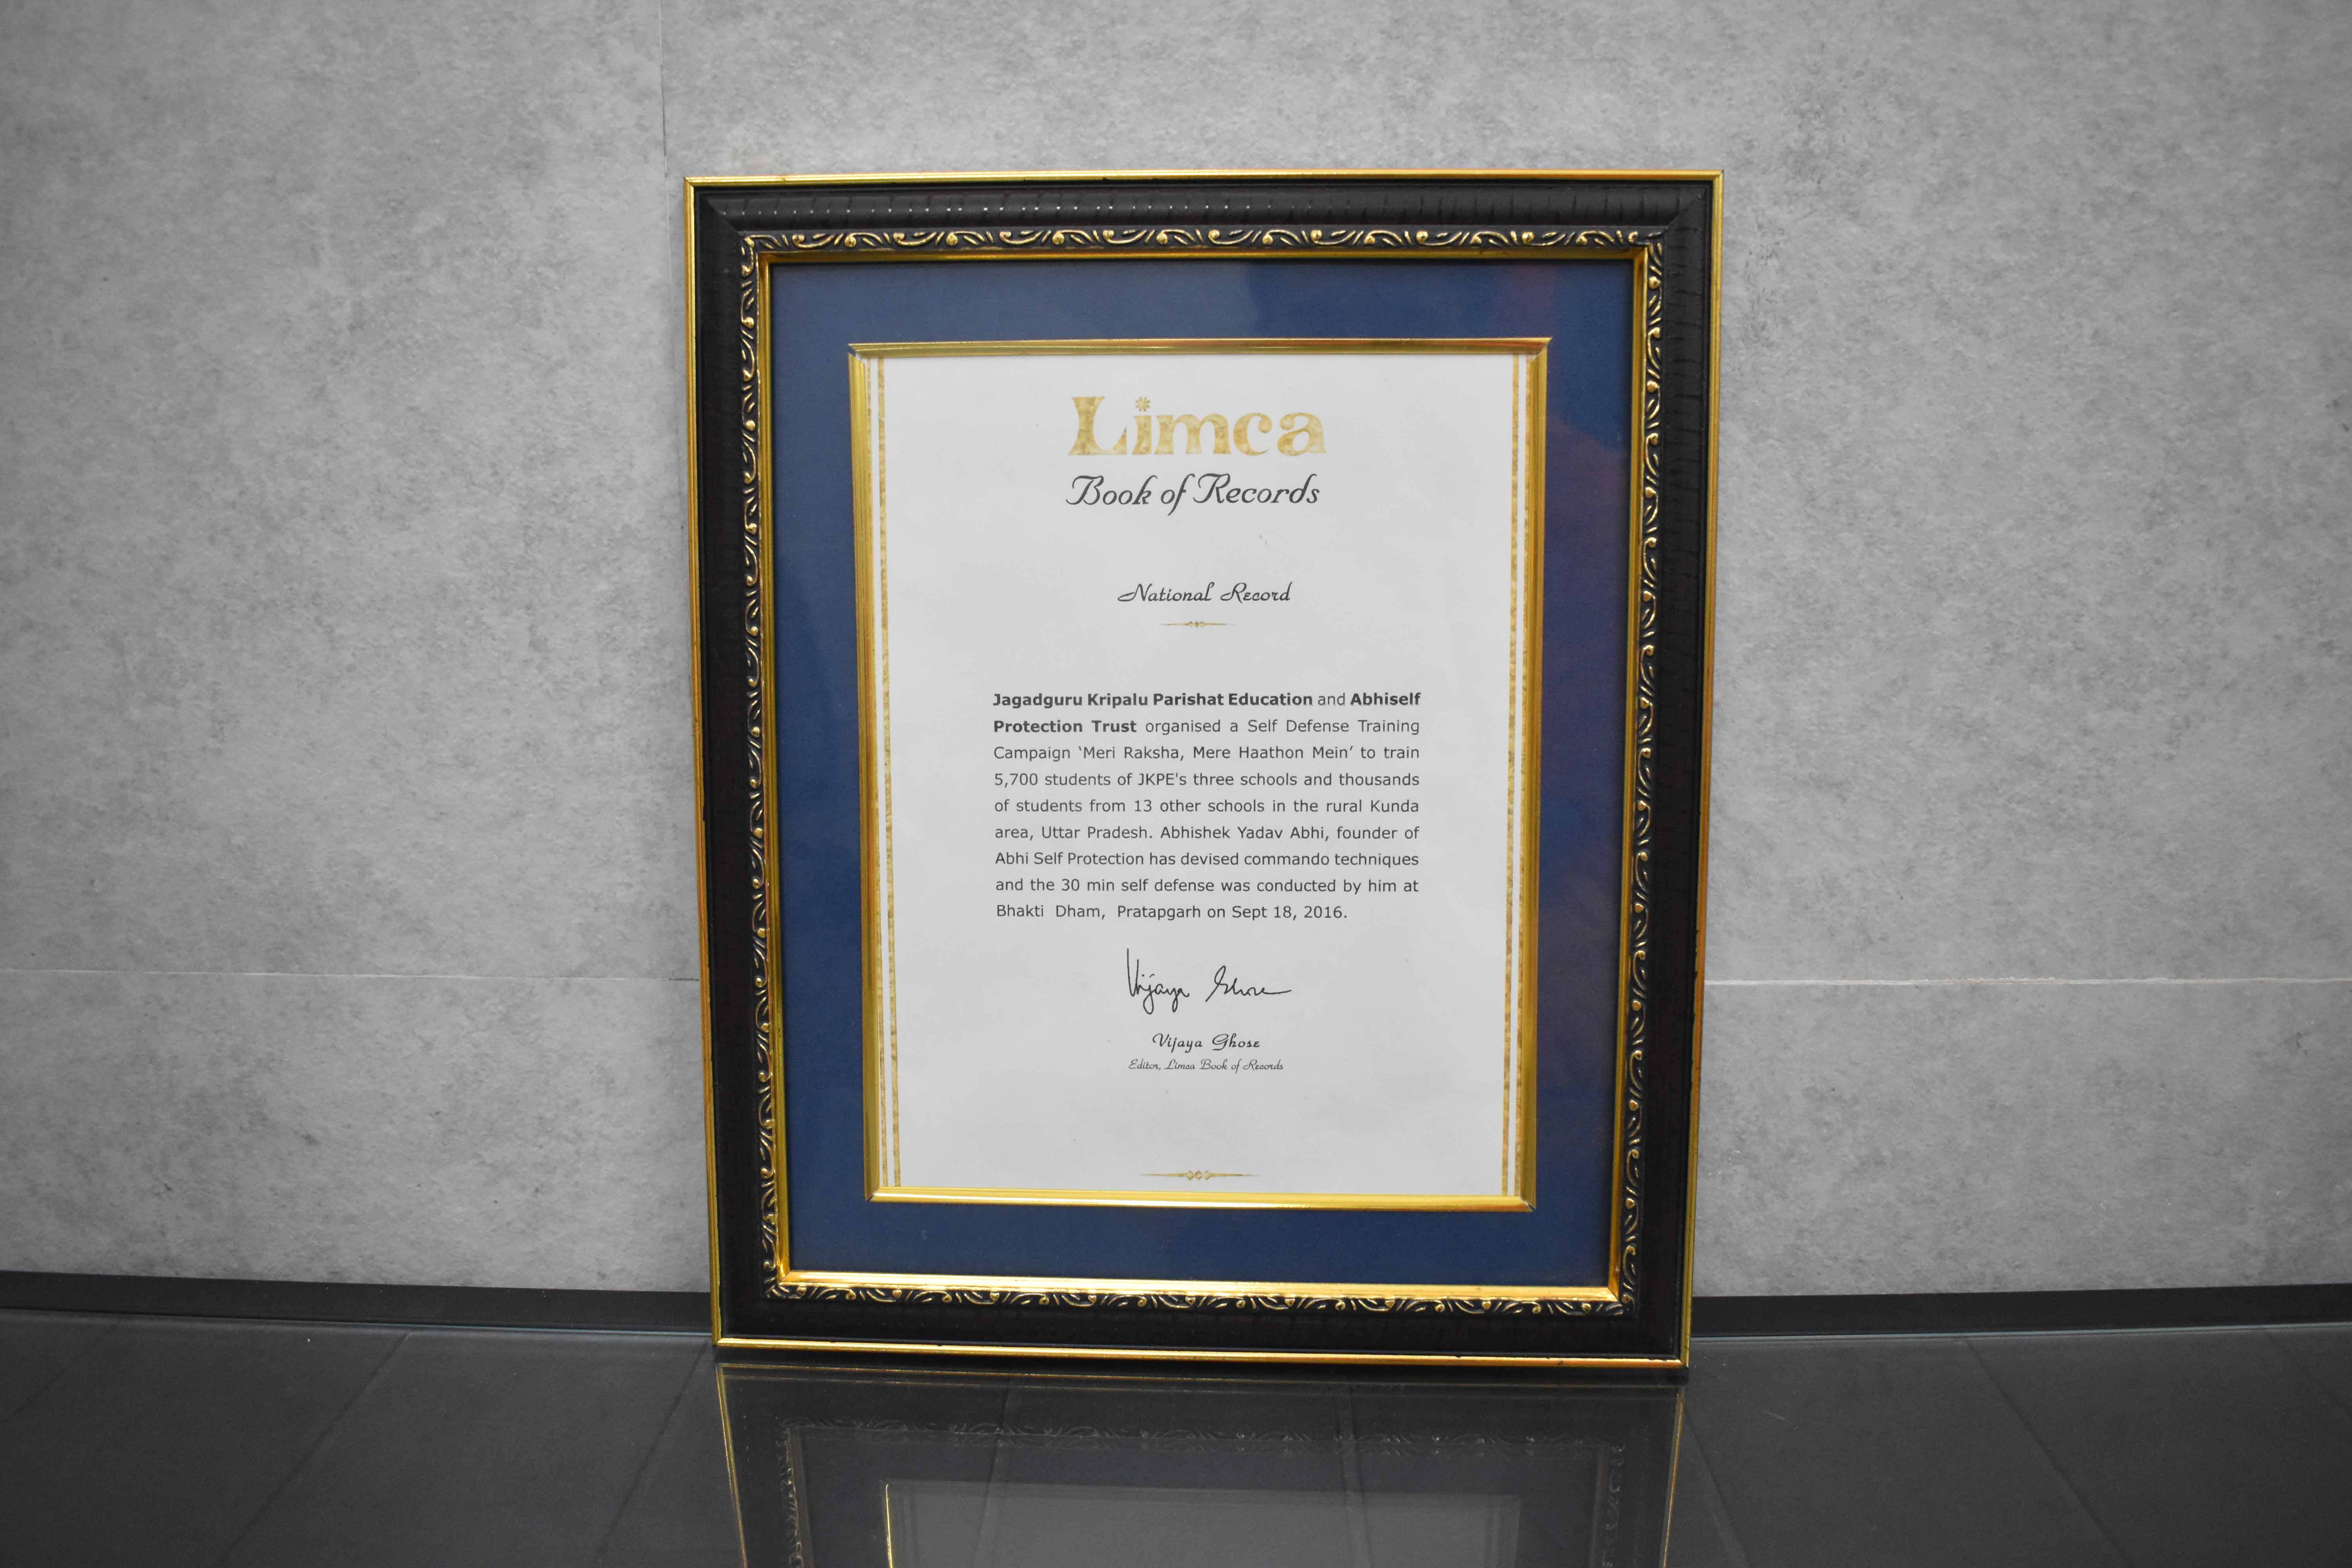 Limca
Book of Records
National Record
Jagadguru Kripalu Parishat Education and Abhiself
Protection Trust organised a Self Defense Training
Campaign ‘Meri Raksha, Mere Haathon Mein’ to train
5,700 students of JKPE's three schools and thousands
of students from 13 other schools in the rural Kunda
area, Uttar Pradesh. Abhishek Yadav Abhi, founder of
Abhi Self Protection has devised commando techniques
and the 30 min self defense was conducted by him at
Bhakti Dham, Pratapgarh on Sept 18, 2016.
Vijaya Ghose
Vijaya Ghose
Editor, Limca Book of Records